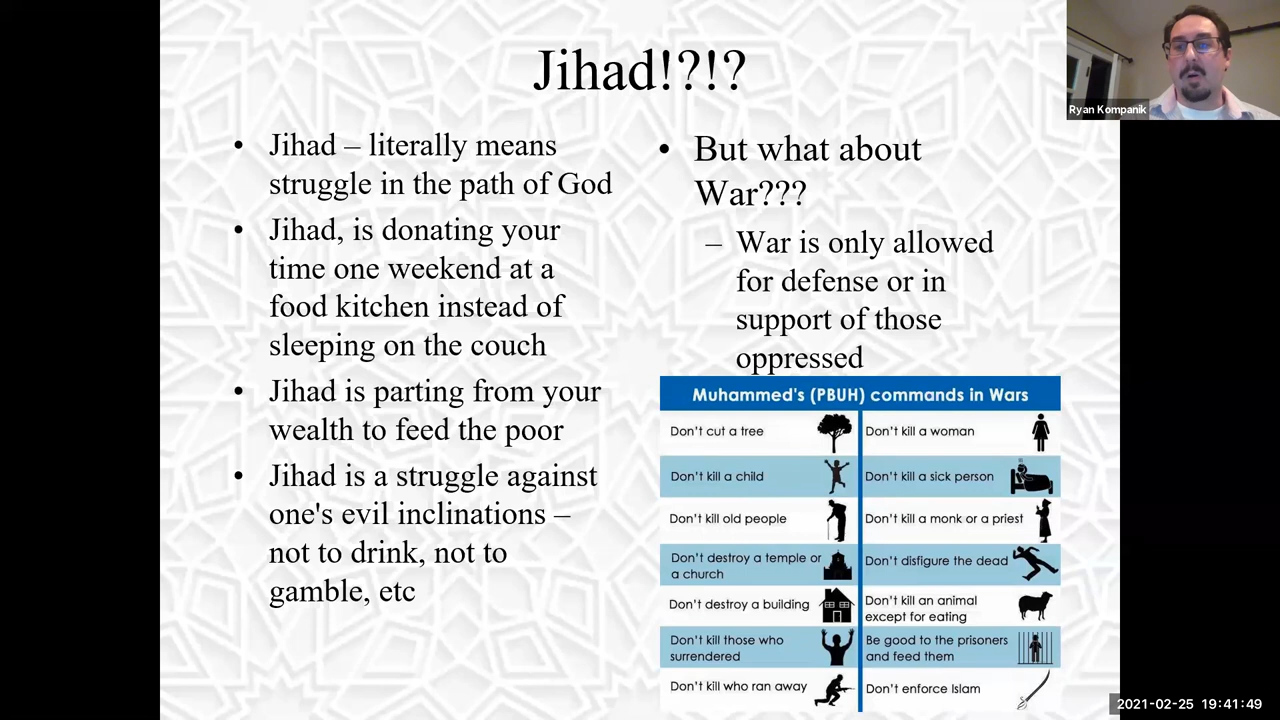 Jihad!?!?
• Jihad – literally means
struggle in the path of God
• Jihad, is donating your
time one weekend at a
food kitchen instead of
sleeping on the couch
• Jihad is parting from your
wealth to feed the poor
• Jihad is a struggle against
one's evil inclinations –
not to drink, not to
gamble, etc
• But what about
War???
– War is only allowed
for defense or in
support of those
oppressed
Muhammed's (PBUH) commands in Wars
Don't cut a tree
Don't kill a woman
Don't kill a child
Don't kill a sick person
Don't kill old people
Don't kill a monk or a priest
Don't destroy a temple or
a church
Don't disfigure the dead
Don't destroy a building
Don't kill an animal
except for eating
Don't kill those who
surrendered
Be good to the prisoners
and feed them
Don't kill who ran away
Don't enforce Islam
Ryan Kompanik
2021-02-25 19:41:49